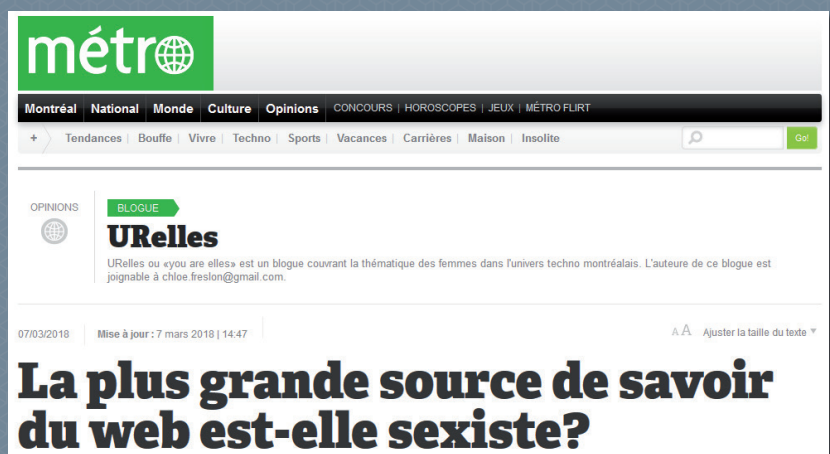 métro
Montréal National Monde Culture Opinions CONCOURS | HOROSCOPES | JEUX | MÉTRO FLIRT
+ Tendances | Bouffe | Vivre | Techno | Sports | Vacances | Carrières | Maison | Insolite Go!
OPINIONS
BLOGUE
URelles
URelles ou «you are elles» est un blogue couvrant la thématique des femmes dans l'univers techno montréalais. L'auteure de ce blogue est
joignable à chloe.freslon@gmail.com.
07/03/2018 Mise à jour : 7 mars 2018 | 14:47 A A Ajuster la taille du texte
La plus grande source de savoir
du web est-elle sexiste?